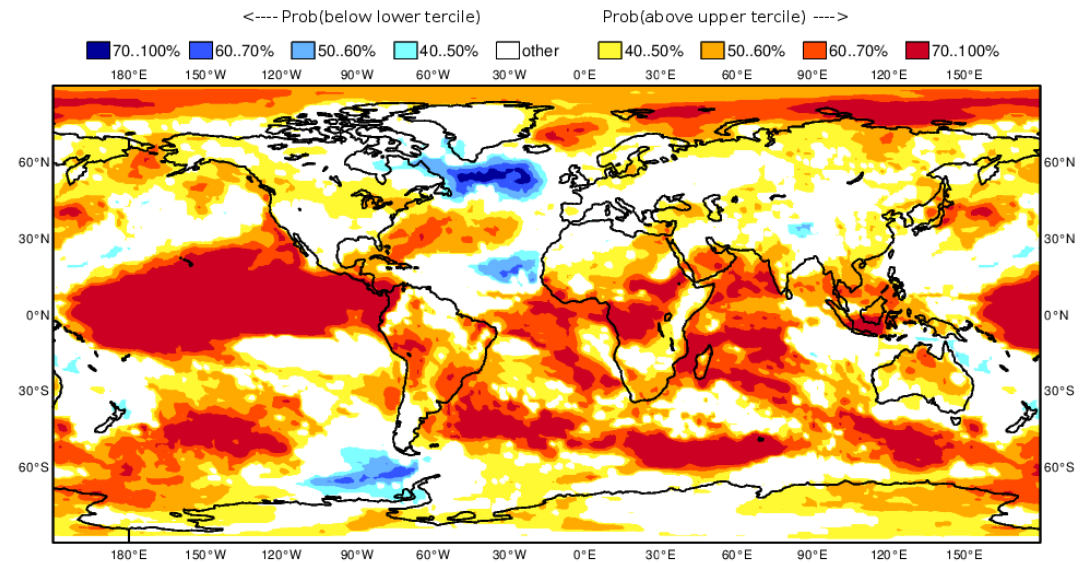 <---- Prob(below lower tercile) Prob(above upper tercile) ---->
70..100% 60..70% 50..60% 40..50% other 40..50% 50..60% 60..70% 70..100%
180°E 150°W 120°W 90°W 60°W 30°W 0°E 30°E 60°E 90°E 120°E 150°E
60°N 60°N
30°N 30°N
0°N 0°N
30°S 30°S
60°S 60°S
180°E 150°W 120°W 90°W 60°W 30°W 0°E 30°E 60°E 90°E 120°E 150°E